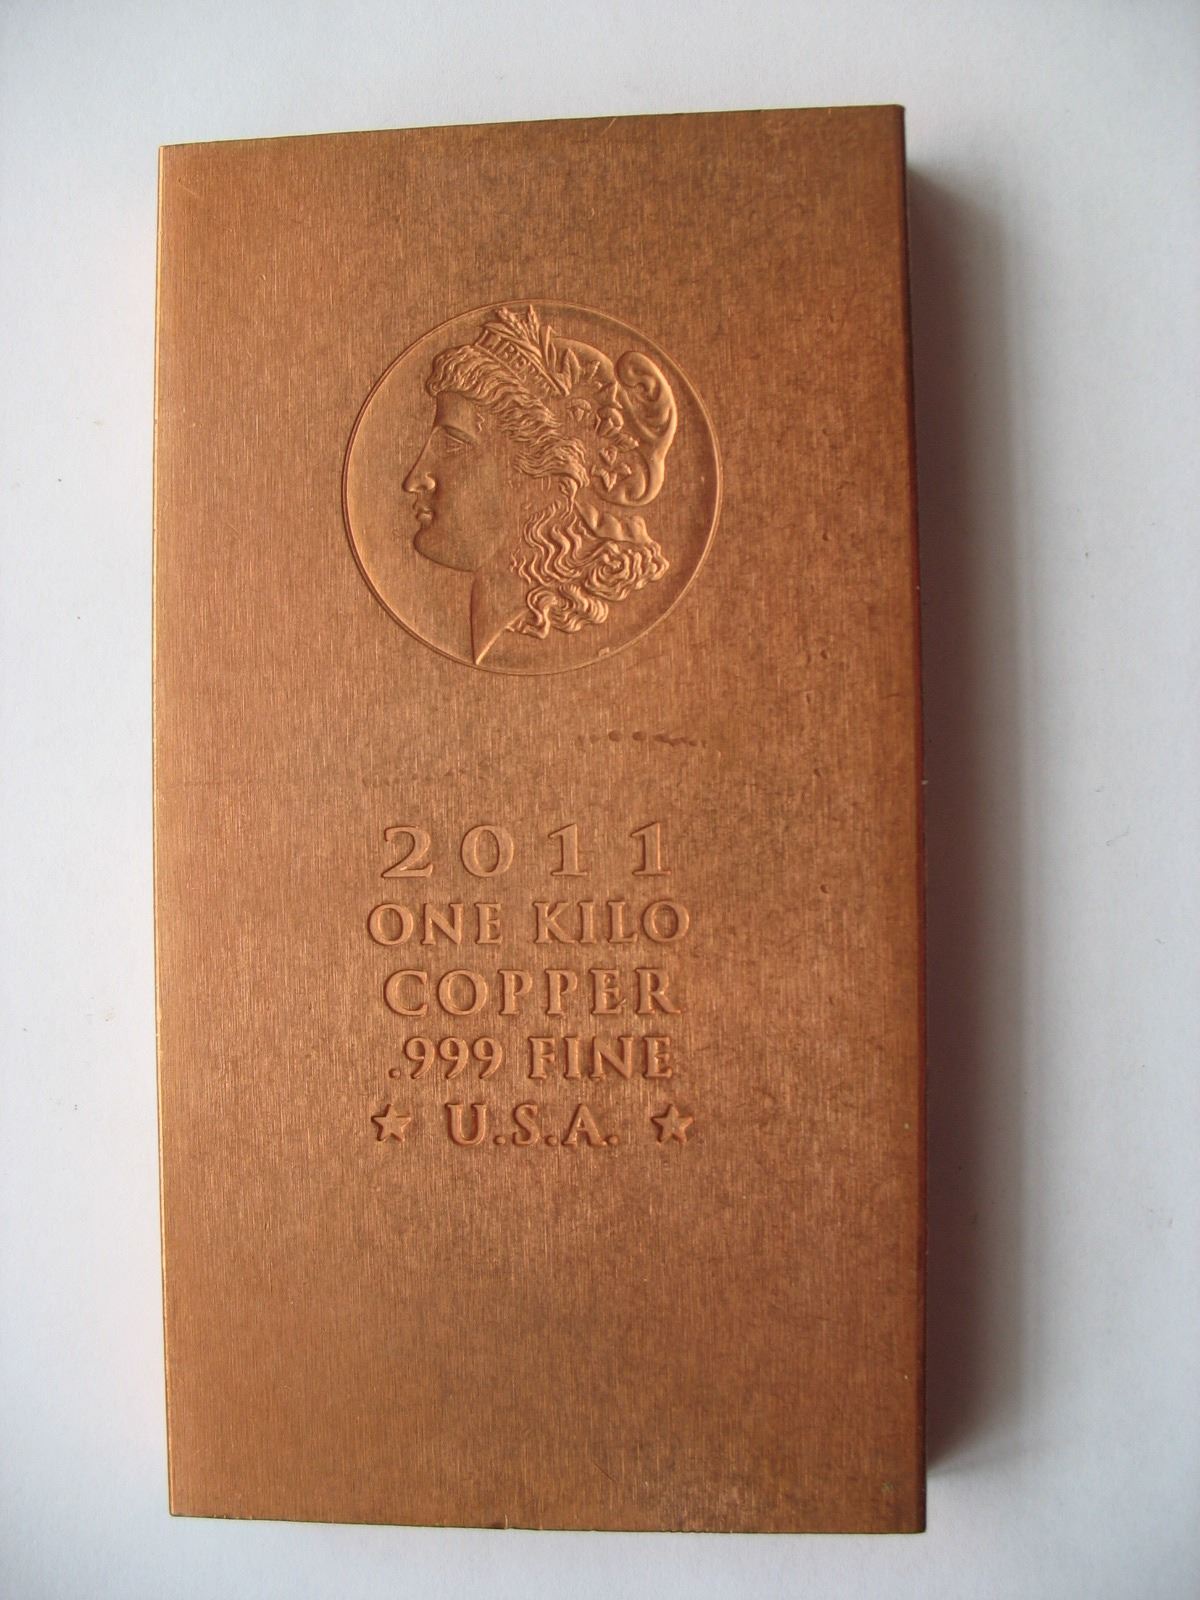 LIBERTY
2011
ONE KILO
COPPER
.999 FINE
★ U.S.A. ★